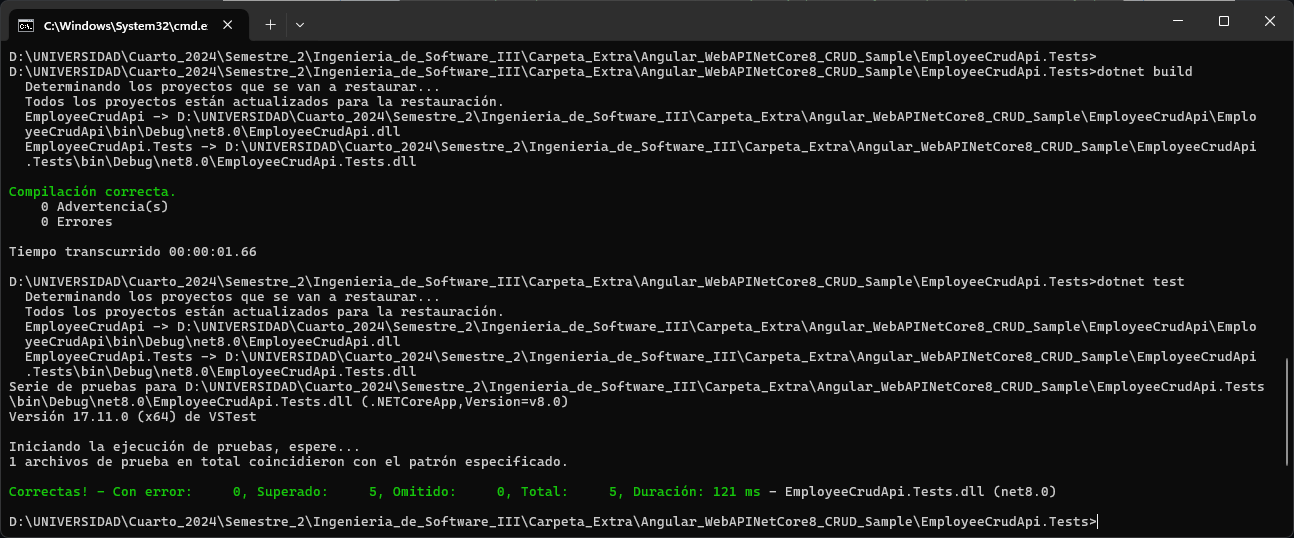 C:\Windows\System32\cmd.e
D:\UNIVERSIDAD\Cuarto_2024\Semestre_2\Ingenieria_de_Software_III\Carpeta_Extra\Angular_WebAPINetCore8_CRUD_Sample\EmployeeCrudApi.Tests>
D:\UNIVERSIDAD\Cuarto_2024\Semestre_2\Ingenieria_de_Software_III\Carpeta_Extra\Angular_WebAPINetCore8_CRUD_Sample\EmployeeCrudApi.Tests>dotnet build
Determinando los proyectos que se van a restaurar...
Todos los proyectos están actualizados para la restauración.
EmployeeCrudApi -> D:\UNIVERSIDAD\Cuarto_2024\Semestre_2\Ingenieria_de_Software_III\Carpeta_Extra\Angular_WebAPINetCore8_CRUD_Sample\EmployeeCrudApi\Emplo
yeeCrudApi\bin\Debug\net8.0\EmployeeCrudApi.dll
EmployeeCrudApi.Tests -> D:\UNIVERSIDAD\Cuarto_2024\Semestre_2\Ingenieria_de_Software_III\Carpeta_Extra\Angular_WebAPINetCore8_CRUD_Sample\EmployeeCrudApi
.Tests\bin\Debug\net8.0\EmployeeCrudApi.Tests.dll
Compilación correcta.
0 Advertencia(s)
0 Errores
Tiempo transcurrido 00:00:01.66
D:\UNIVERSIDAD\Cuarto_2024\Semestre_2\Ingenieria_de_Software_III\Carpeta_Extra\Angular_WebAPINetCore8_CRUD_Sample\EmployeeCrudApi.Tests>dotnet test
Determinando los proyectos que se van a restaurar...
Todos los proyectos están actualizados para la restauración.
EmployeeCrudApi -> D:\UNIVERSIDAD\Cuarto_2024\Semestre_2\Ingenieria_de_Software_III\Carpeta_Extra\Angular_WebAPINetCore8_CRUD_Sample\EmployeeCrudApi\Emplo
yeeCrudApi\bin\Debug\net8.0\EmployeeCrudApi.dll
EmployeeCrudApi.Tests -> D:\UNIVERSIDAD\Cuarto_2024\Semestre_2\Ingenieria_de_Software_III\Carpeta_Extra\Angular_WebAPINetCore8_CRUD_Sample\EmployeeCrudApi
.Tests\bin\Debug\net8.0\EmployeeCrudApi.Tests.dll
Serie de pruebas para D:\UNIVERSIDAD\Cuarto_2024\Semestre_2\Ingenieria_de_Software_III\Carpeta_Extra\Angular_WebAPINetCore8_CRUD_Sample\EmployeeCrudApi.Tests
\bin\Debug\net8.0\EmployeeCrudApi.Tests.dll (.NETCoreApp,Version=v8.0)
Versión 17.11.0 (x64) de VSTest
Iniciando la ejecución de pruebas, espere...
1 archivos de prueba en total coincidieron con el patrón especificado.
Correctas! - Con error:     0, Superado:     5, Omitido:     0, Total:     5, Duración: 121 ms - EmployeeCrudApi.Tests.dll (net8.0)
D:\UNIVERSIDAD\Cuarto_2024\Semestre_2\Ingenieria_de_Software_III\Carpeta_Extra\Angular_WebAPINetCore8_CRUD_Sample\EmployeeCrudApi.Tests>